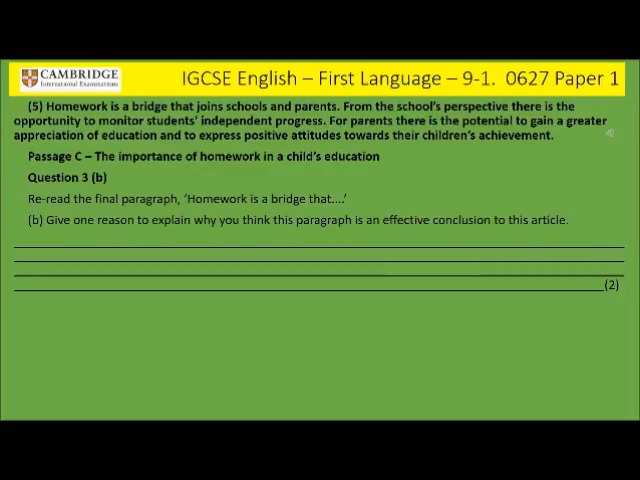 CAMBRIDGE
International Examinations
IGCSE English – First Language – 9-1. 0627 Paper 1
(5) Homework is a bridge that joins schools and parents. From the school's perspective there is the
opportunity to monitor students' independent progress. For parents there is the potential to gain a greater
appreciation of education and to express positive attitudes towards their children's achievement.
Passage C – The importance of homework in a child's education
Question 3 (b)
Re-read the final paragraph, 'Homework is a bridge that....'
(b) Give one reason to explain why you think this paragraph is an effective conclusion to this article.
(2)